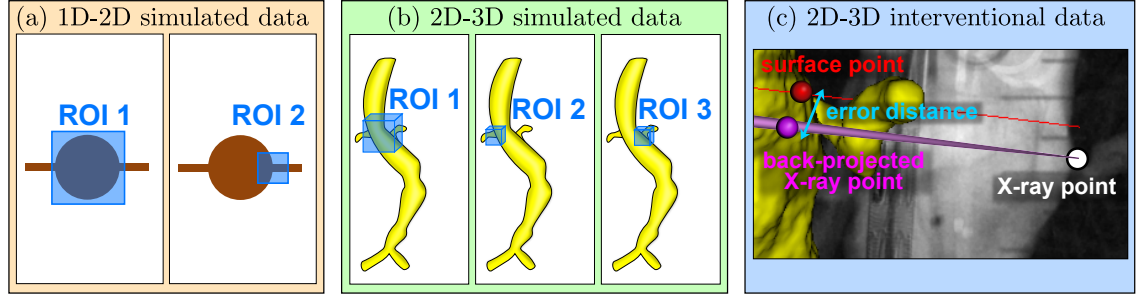 (a) 1D-2D simulated data
ROI 1
ROI 2
(b) 2D-3D simulated data
ROI 1
ROI 2
ROI 3
(c) 2D-3D interventional data
surface point
error distance
back-projected
X-ray point
X-ray point